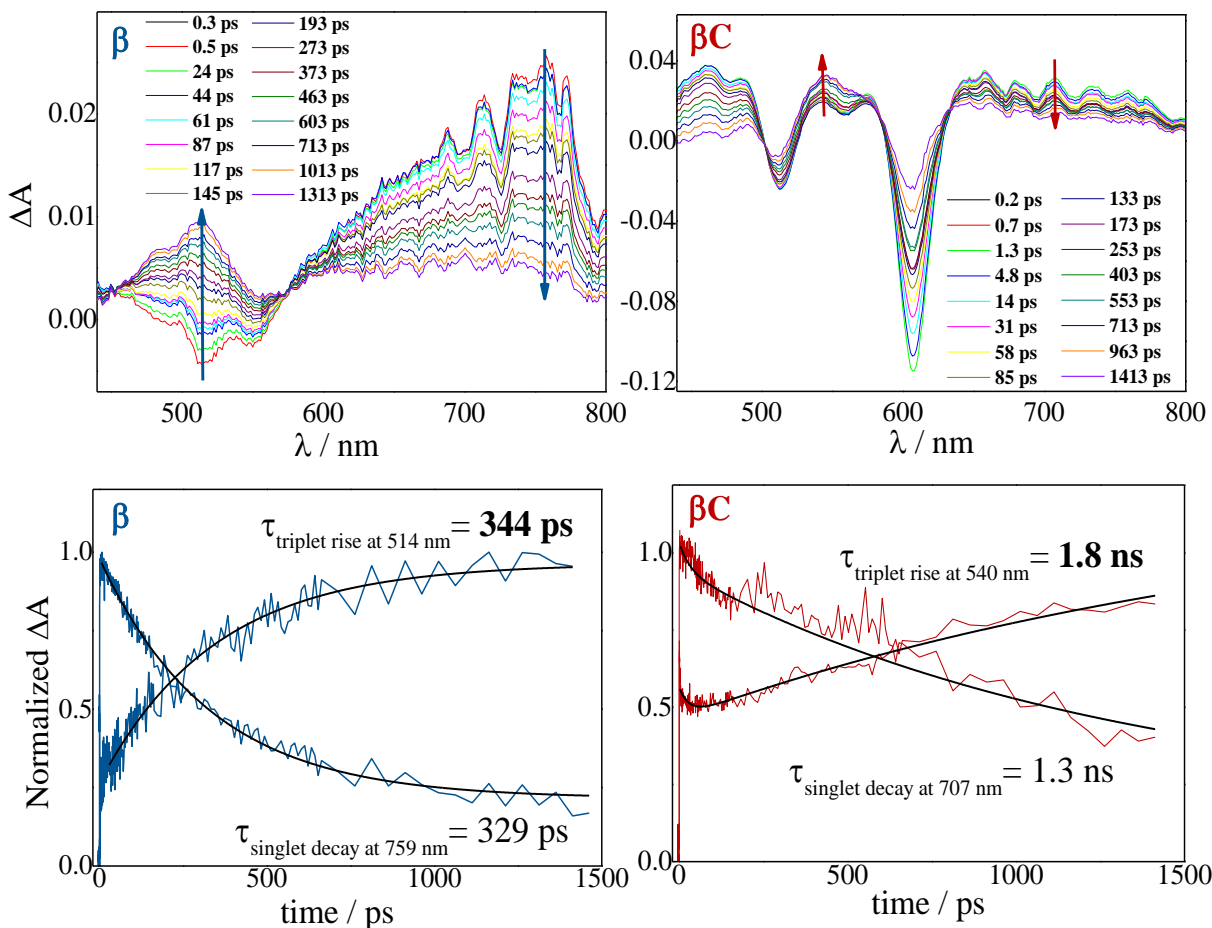 β
0.3 ps 193 ps
0.5 ps 273 ps
24 ps 373 ps
44 ps 463 ps
61 ps 603 ps
87 ps 713 ps
117 ps 1013 ps
145 ps 1313 ps
0.02
0.01
0.00
ΔA
500 600 700 800
λ / nm
βC
0.04
0.00
-0.04
-0.08
-0.12
0.2 ps 133 ps
0.7 ps 173 ps
1.3 ps 253 ps
4.8 ps 403 ps
14 ps 553 ps
31 ps 713 ps
58 ps 963 ps
85 ps 1413 ps
500 600 700 800
λ / nm
β
τtriplet rise at 514 nm = 344 ps
τsinglet decay at 759 nm = 329 ps
1.0
0.5
0.0
Normalized ΔA
0 500 1000 1500
time / ps
βC
τtriplet rise at 540 nm = 1.8 ns
τsinglet decay at 707 nm = 1.3 ns
1.0
0.5
0.0
0 500 1000 1500
time / ps